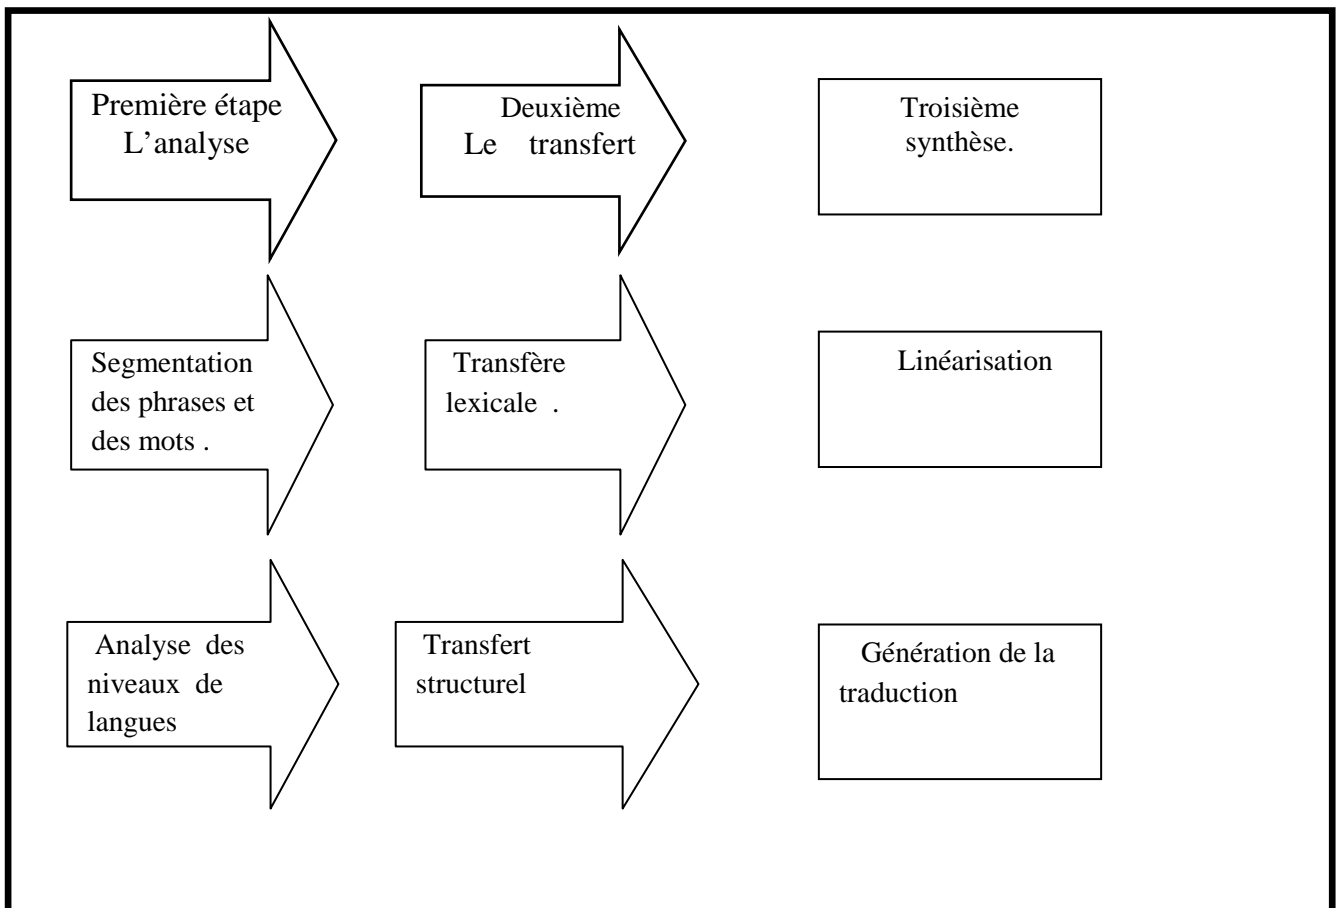 Première étape
L’analyse
Deuxième
Le transfert
Troisième
synthèse.
Segmentation
des phrases et
des mots .
Transfère
lexicale .
Linéarisation
Analyse des
niveaux de
langues
Transfert
structurel
Génération de la
traduction